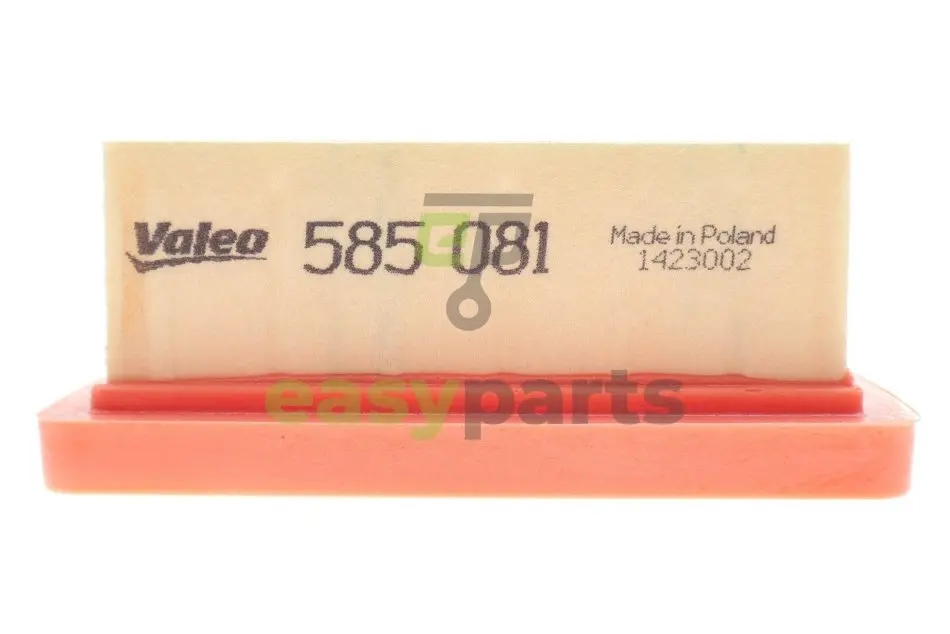 Valeo 585 081 Made in Poland
1423002
easyparts